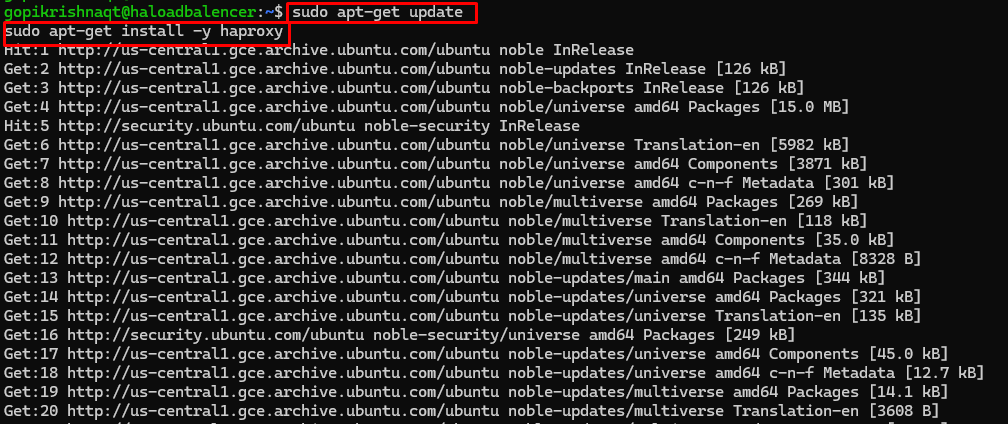 gopikrishnaqt@haloadbalencer:~$ sudo apt-get update
sudo apt-get install -y haproxy
Hit:1 http://us-central1.gce.archive.ubuntu.com/ubuntu noble InRelease
Get:2 http://us-central1.gce.archive.ubuntu.com/ubuntu noble-updates InRelease [126 kB]
Get:3 http://us-central1.gce.archive.ubuntu.com/ubuntu noble-backports InRelease [126 kB]
Get:4 http://us-central1.gce.archive.ubuntu.com/ubuntu noble/universe amd64 Packages [15.0 MB]
Hit:5 http://security.ubuntu.com/ubuntu noble-security InRelease
Get:6 http://us-central1.gce.archive.ubuntu.com/ubuntu noble/universe Translation-en [5982 kB]
Get:7 http://us-central1.gce.archive.ubuntu.com/ubuntu noble/universe amd64 Components [3871 kB]
Get:8 http://us-central1.gce.archive.ubuntu.com/ubuntu noble/universe amd64 c-n-f Metadata [301 kB]
Get:9 http://us-central1.gce.archive.ubuntu.com/ubuntu noble/multiverse amd64 Packages [269 kB]
Get:10 http://us-central1.gce.archive.ubuntu.com/ubuntu noble/multiverse Translation-en [118 kB]
Get:11 http://us-central1.gce.archive.ubuntu.com/ubuntu noble/multiverse amd64 Components [35.0 kB]
Get:12 http://us-central1.gce.archive.ubuntu.com/ubuntu noble/multiverse amd64 c-n-f Metadata [8328 B]
Get:13 http://us-central1.gce.archive.ubuntu.com/ubuntu noble-updates/main amd64 Packages [344 kB]
Get:14 http://us-central1.gce.archive.ubuntu.com/ubuntu noble-updates/universe amd64 Packages [321 kB]
Get:15 http://us-central1.gce.archive.ubuntu.com/ubuntu noble-updates/universe Translation-en [135 kB]
Get:16 http://security.ubuntu.com/ubuntu noble-security/universe amd64 Packages [249 kB]
Get:17 http://us-central1.gce.archive.ubuntu.com/ubuntu noble-updates/universe amd64 Components [45.0 kB]
Get:18 http://us-central1.gce.archive.ubuntu.com/ubuntu noble-updates/universe amd64 c-n-f Metadata [12.7 kB]
Get:19 http://us-central1.gce.archive.ubuntu.com/ubuntu noble-updates/multiverse amd64 Packages [14.1 kB]
Get:20 http://us-central1.gce.archive.ubuntu.com/ubuntu noble-updates/multiverse Translation-en [3608 B]